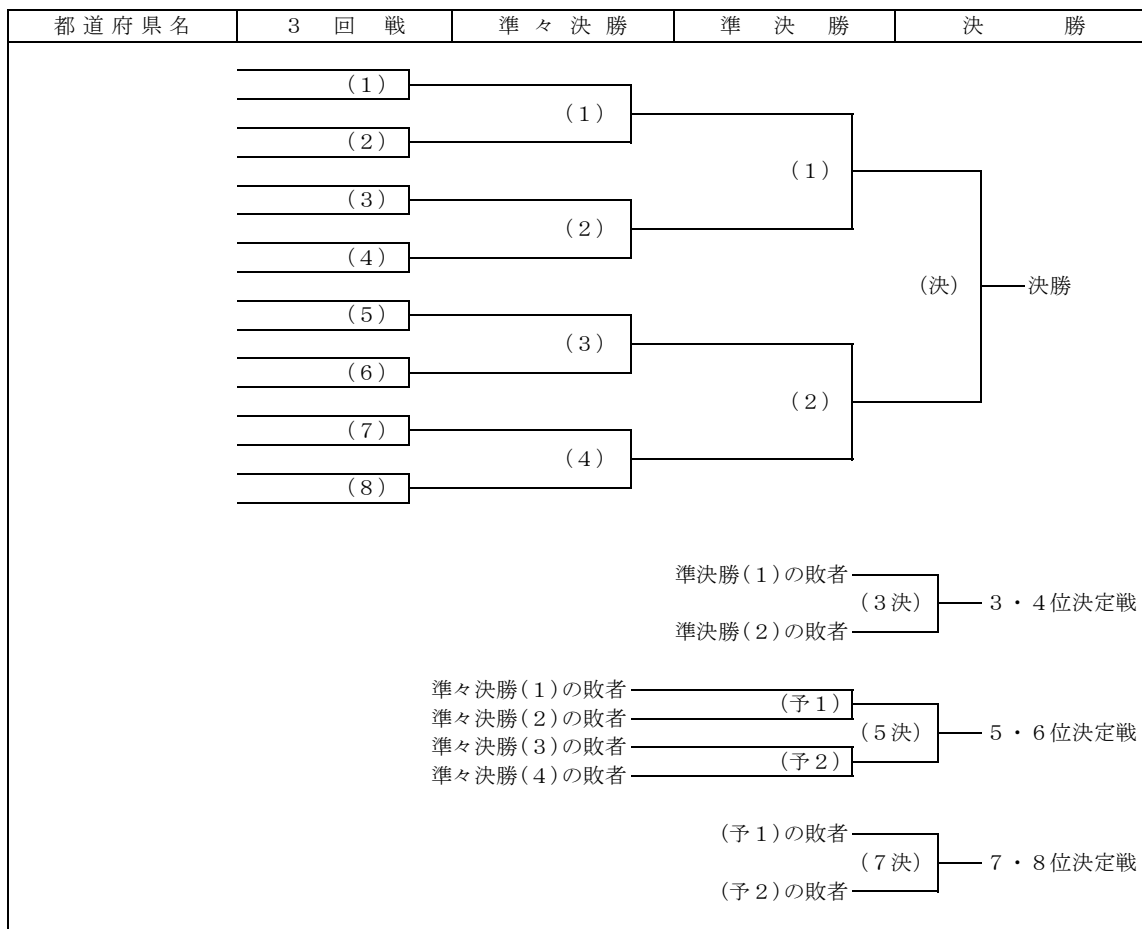 都道府県名 3回戦 準々決勝 準決勝 決勝
(1)
(1)
(2)
(1)
(3)
(2)
(4)
(決) 決勝
(5)
(3)
(6)
(2)
(7)
(4)
(8)
準決勝(1)の敗者
(3決) 3・4位決定戦
準決勝(2)の敗者
準々決勝(1)の敗者
(予1)
準々決勝(2)の敗者
(5決) 5・6位決定戦
準々決勝(3)の敗者
(予2)
準々決勝(4)の敗者
(予1)の敗者
(7決) 7・8位決定戦
(予2)の敗者